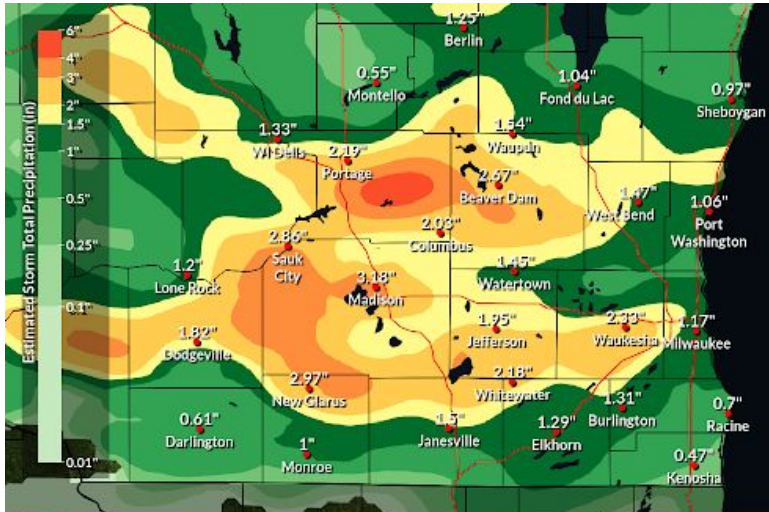 Estimated Storm Total Precipitation (in)
6"
4"
3"
2"
1.5"
1"
0.5"
0.25"
0.1"
0.01"
1.25"
Berlin
0.55"
Montello
1.04"
Fond du Lac
0.97"
Sheboygan
1.33"
WI Dells
2.19"
Portage
1.54"
Waupun
2.67"
Beaver Dam
1.47"
West Bend
1.06"
Port
Washington
2.86"
Sauk
City
2.03"
Columbus
1.2"
Lone Rock
3.18"
Madison
1.45"
Watertown
1.82"
Dodgeville
1.95"
Jefferson
2.33"
Waukesha
1.17"
Milwaukee
2.97"
New Glarus
2.18"
Whitewater
1.31"
Burlington
0.7"
Racine
0.61"
Darlington
1"
Monroe
1.5"
Janesville
1.29"
Elkhorn
0.47"
Kenosha